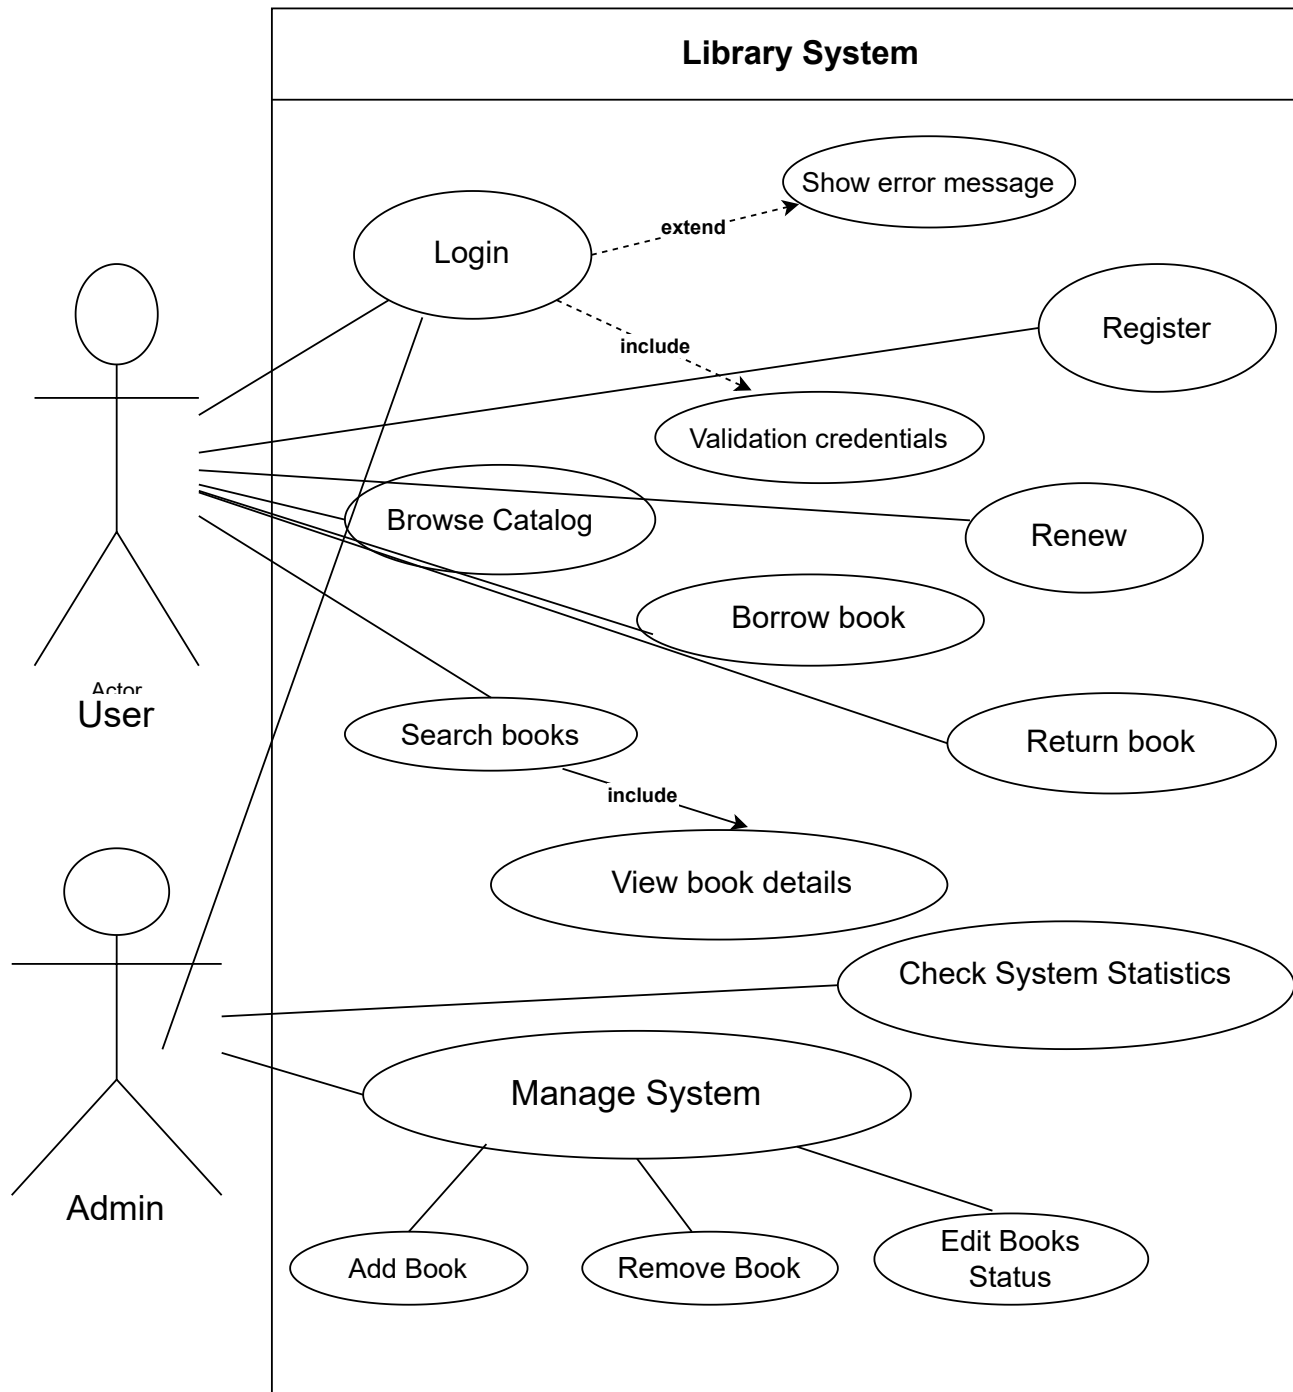 Library System
Show error message
extend
Login
Register
include
Validation credentials
Browse Catalog
Renew
Borrow book
Actor
User
Search books
Return book
include
View book details
Check System Statistics
Manage System
Admin
Add Book
Remove Book
Edit Books
Status